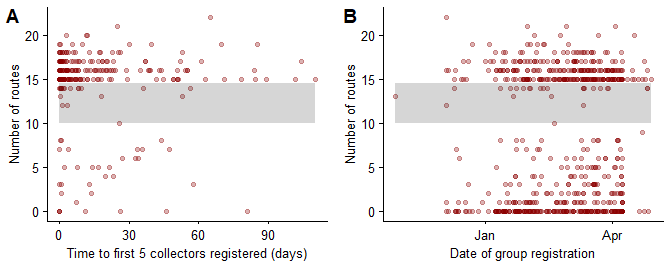 A
B
Number of routes
20
15
10
5
0
0
30
60
90
Time to first 5 collectors registered (days)
Number of routes
20
15
10
5
0
Jan
Apr
Date of group registration